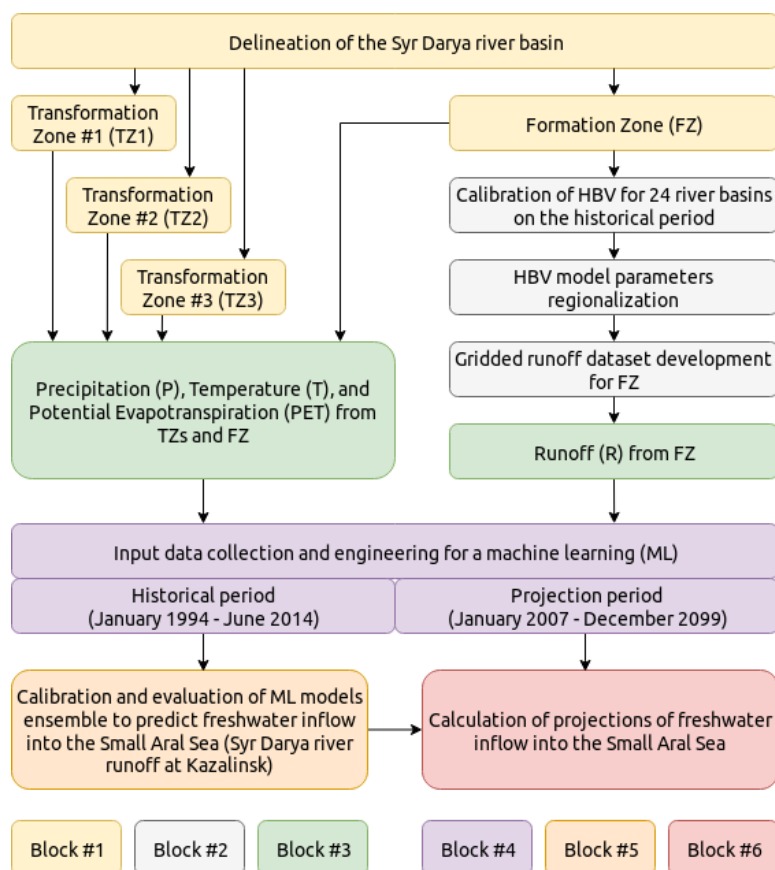 Delineation of the Syr Darya river basin
Transformation
Zone #1 (TZ1)
Formation Zone (FZ)
Transformation
Zone #2 (TZ2)
Calibration of HBV for 24 river basins
on the historical period
Transformation
Zone #3 (TZ3)
HBV model parameters
regionalization
Precipitation (P), Temperature (T), and
Potential Evapotranspiration (PET) from
TZs and FZ
Gridded runoff dataset development
for FZ
Runoff (R) from FZ
Input data collection and engineering for a machine learning (ML)
Historical period
(January 1994 - June 2014)
Projection period
(January 2007 - December 2099)
Calibration and evaluation of ML models
ensemble to predict freshwater inflow
into the Small Aral Sea (Syr Darya river
runoff at Kazalinsk)
Calculation of projections of freshwater
inflow into the Small Aral Sea
Block #1
Block #2
Block #3
Block #4
Block #5
Block #6